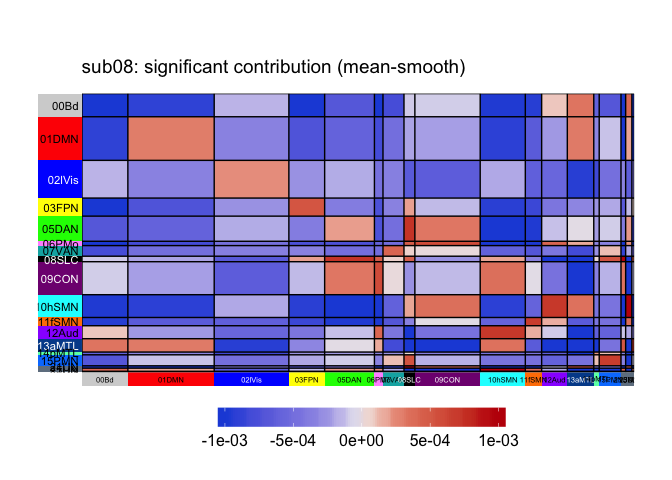 sub08: significant contribution (mean-smooth)
00Bd
01DMN
02lVis
03FPN
05DAN
06PMo
07VAN
08SLC
09CON
10hSMN
11fSMN
12Aud
13aMTL
15PMN
00Bd 01DMN 02lVis 03FPN 05DAN 08SLC 09CON 10hSMN 11fSMN 12Aud 13aMTL
-1e-03 -5e-04 0e+00 5e-04 1e-03